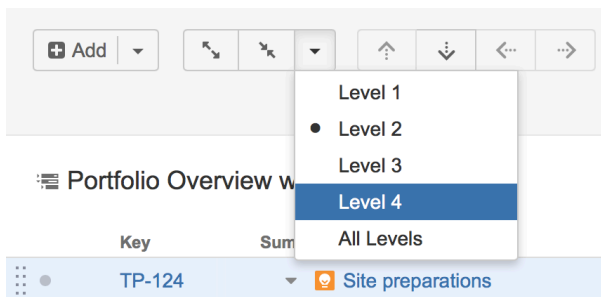 Add
Level 1
Level 2
Level 3
Level 4
All Levels
Portfolio Overview w
Key Sum
TP-124 Site preparations